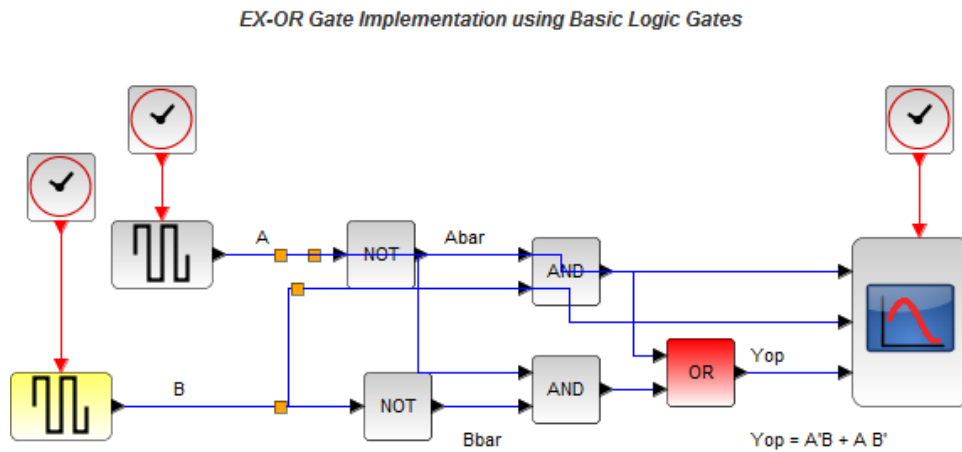 EX-OR Gate Implementation using Basic Logic Gates
A
NOT
Abar
AND
B
NOT
Bbar
AND
OR
Yop
Yop = A'B + A B'